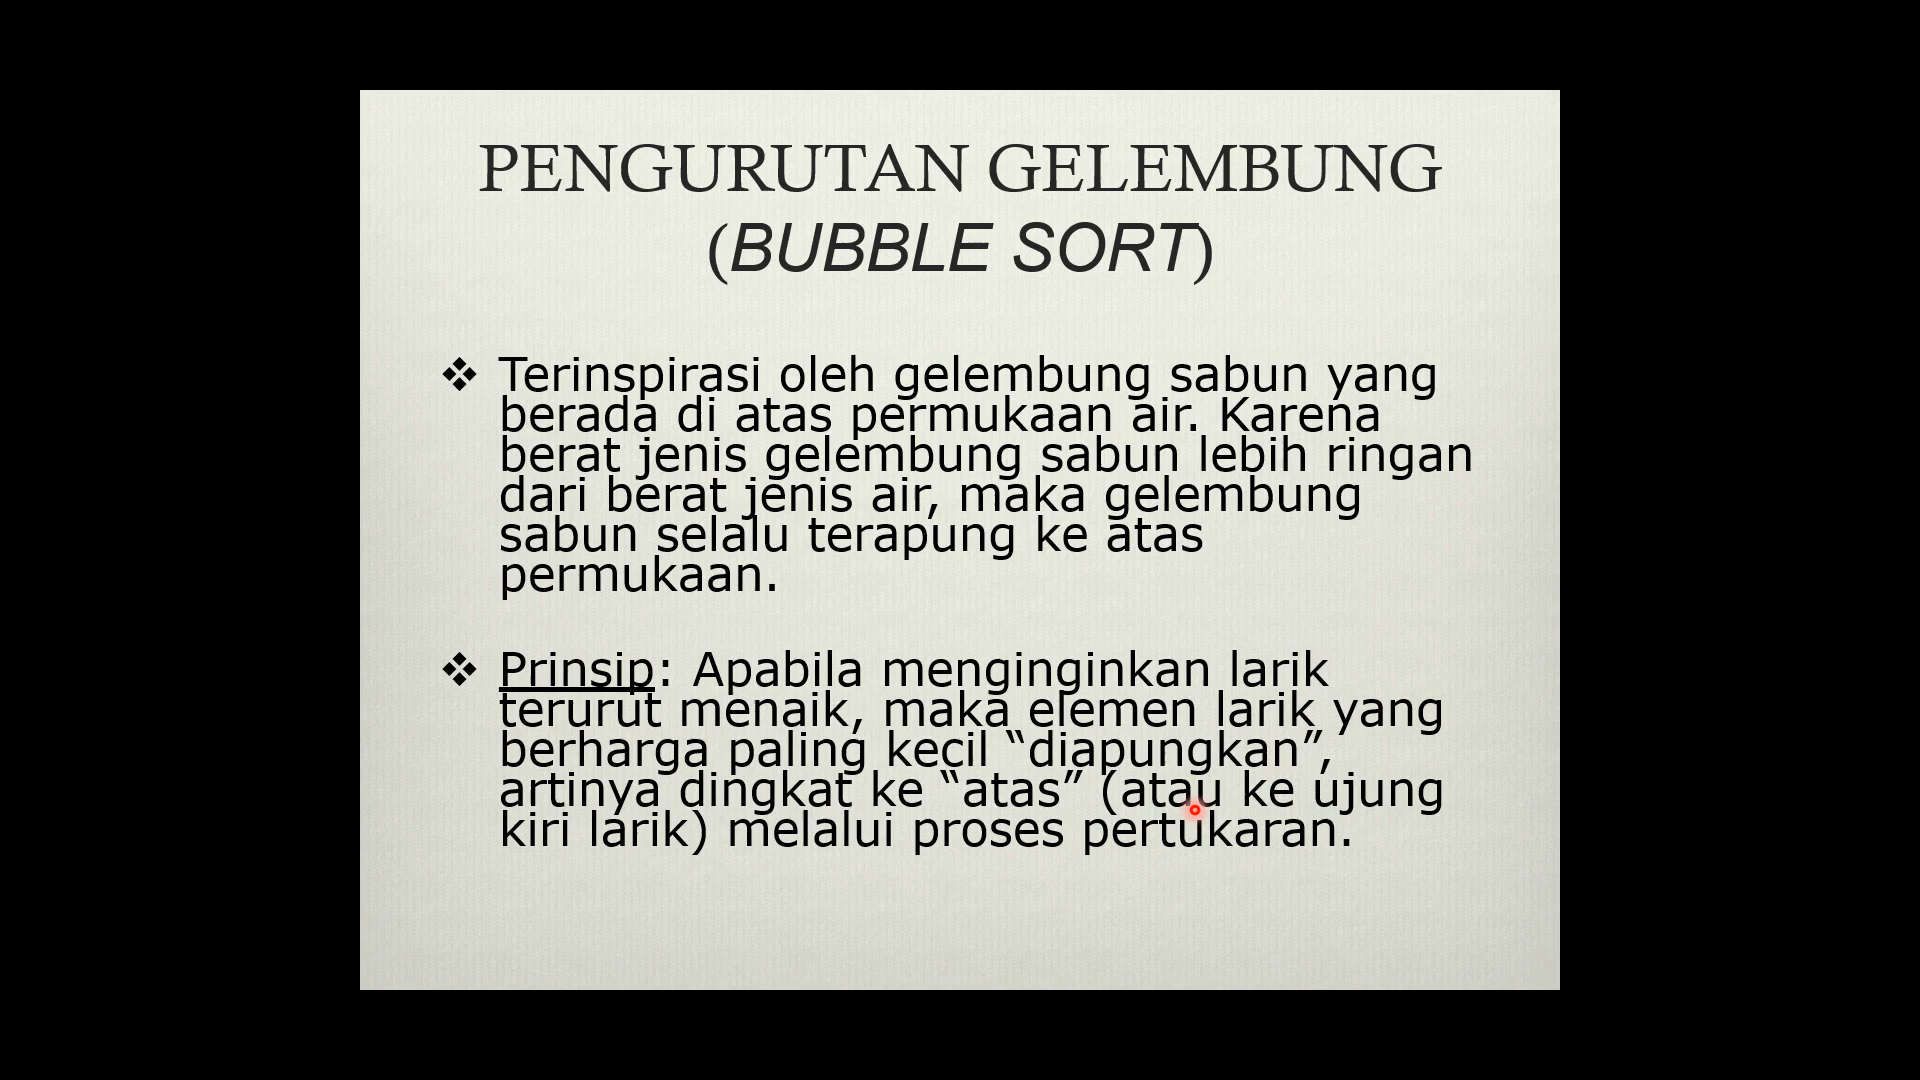 PENGURUTAN GELEMBUNG
(BUBBLE SORT)
❖ Terinspirasi oleh gelembung sabun yang
berada di atas permukaan air. Karena
berat jenis gelembung sabun lebih ringan
dari berat jenis air, maka gelembung
sabun selalu terapung ke atas
permukaan.
❖ Prinsip: Apabila menginginkan larik
terurut menaik, maka elemen larik yang
berharga paling kecil “diapungkan”,
artinya dingkat ke “atas” (atau ke ujung
kiri larik) melalui proses pertukaran.